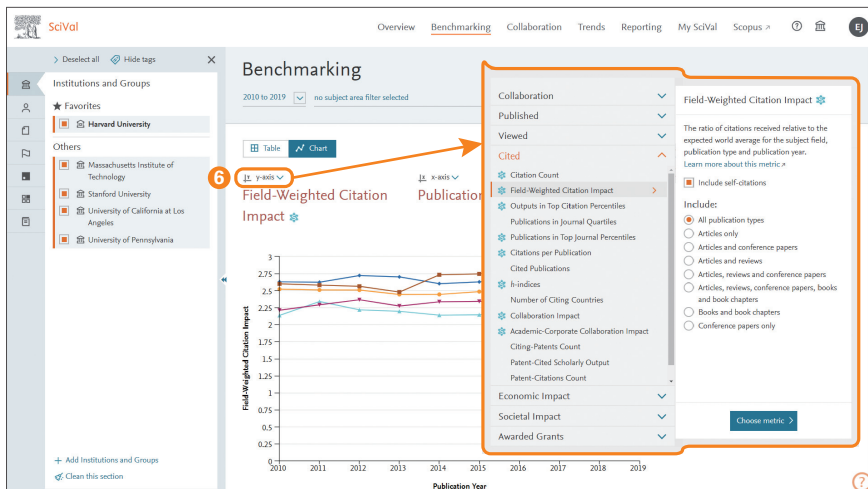 SciVal
Overview Benchmarking Collaboration Trends Reporting My SciVal Scopus ↗ ? EJ
> Deselect all Hide tags ×
Institutions and Groups
★ Favorites
Harvard University
Others
Massachusetts Institute of
Technology
Stanford University
University of California at Los
Angeles
University of Pennsylvania
+ Add Institutions and Groups
Clean this section
«
Benchmarking
2010 to 2019 no subject area filter selected
Table Chart
6
y-axis
Field-Weighted Citation
Impact
x-axis
Publication
Field-Weighted Citation Impact
3
2.75
2.5
2.25
2
1.75
1.5
1.25
1
0.75
0.5
0.25
0
2010 2011 2012 2013 2014 2015 2016 2017 2018 2019
Publication Year
Collaboration
Published
Viewed
Cited
Citation Count
Field-Weighted Citation Impact >
Outputs in Top Citation Percentiles
Publications in Journal Quartiles
Publications in Top Journal Percentiles
Citations per Publication
Cited Publications
h-indices
Number of Citing Countries
Collaboration Impact
Academic-Corporate Collaboration Impact
Citing-Patents Count
Patent-Cited Scholarly Output
Patent-Citations Count
Economic Impact
Societal Impact
Awarded Grants
Field-Weighted Citation Impact
The ratio of citations received relative to the
expected world average for the subject field,
publication type and publication year.
Learn more about this metric ↗
Include self-citations
Include:
All publication types
Articles only
Articles and conference papers
Articles and reviews
Articles, reviews and conference papers
Articles, reviews, conference papers, books
and book chapters
Books and book chapters
Conference papers only
Choose metric >
?